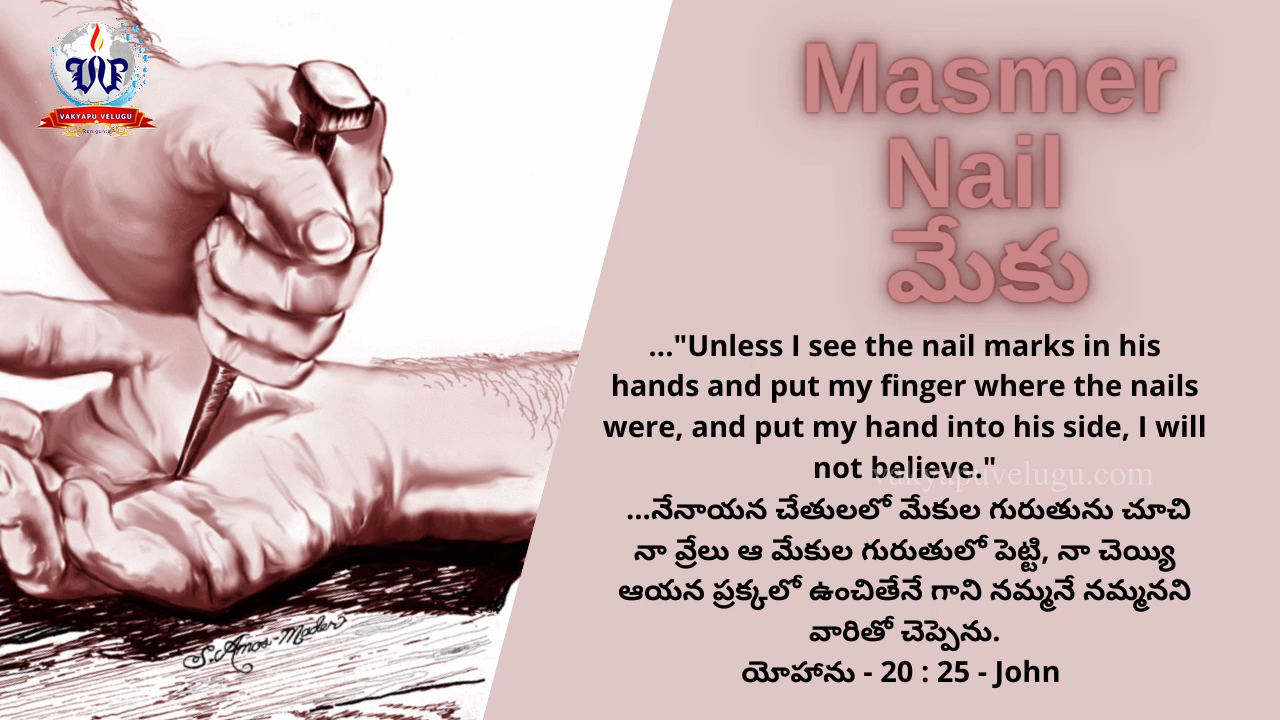 VAKYAPU VELUGU
Masmer
Nail
మేకు
..."Unless I see the nail marks in his
hands and put my finger where the nails
were, and put my hand into his side, I will
not believe."
vakyapuvelugu.com
...నేనాయన చేతులలో మేకుల గురుతును చూచి
నా వ్రేలు ఆ మేకుల గురుతులో పెట్టి, నా చెయ్యి
ఆయన ప్రక్కలో ఉంచితేనే గాని నమ్మనే నమ్మనని
వారితో చెప్పెను.
యోహాను - 20 : 25 - John